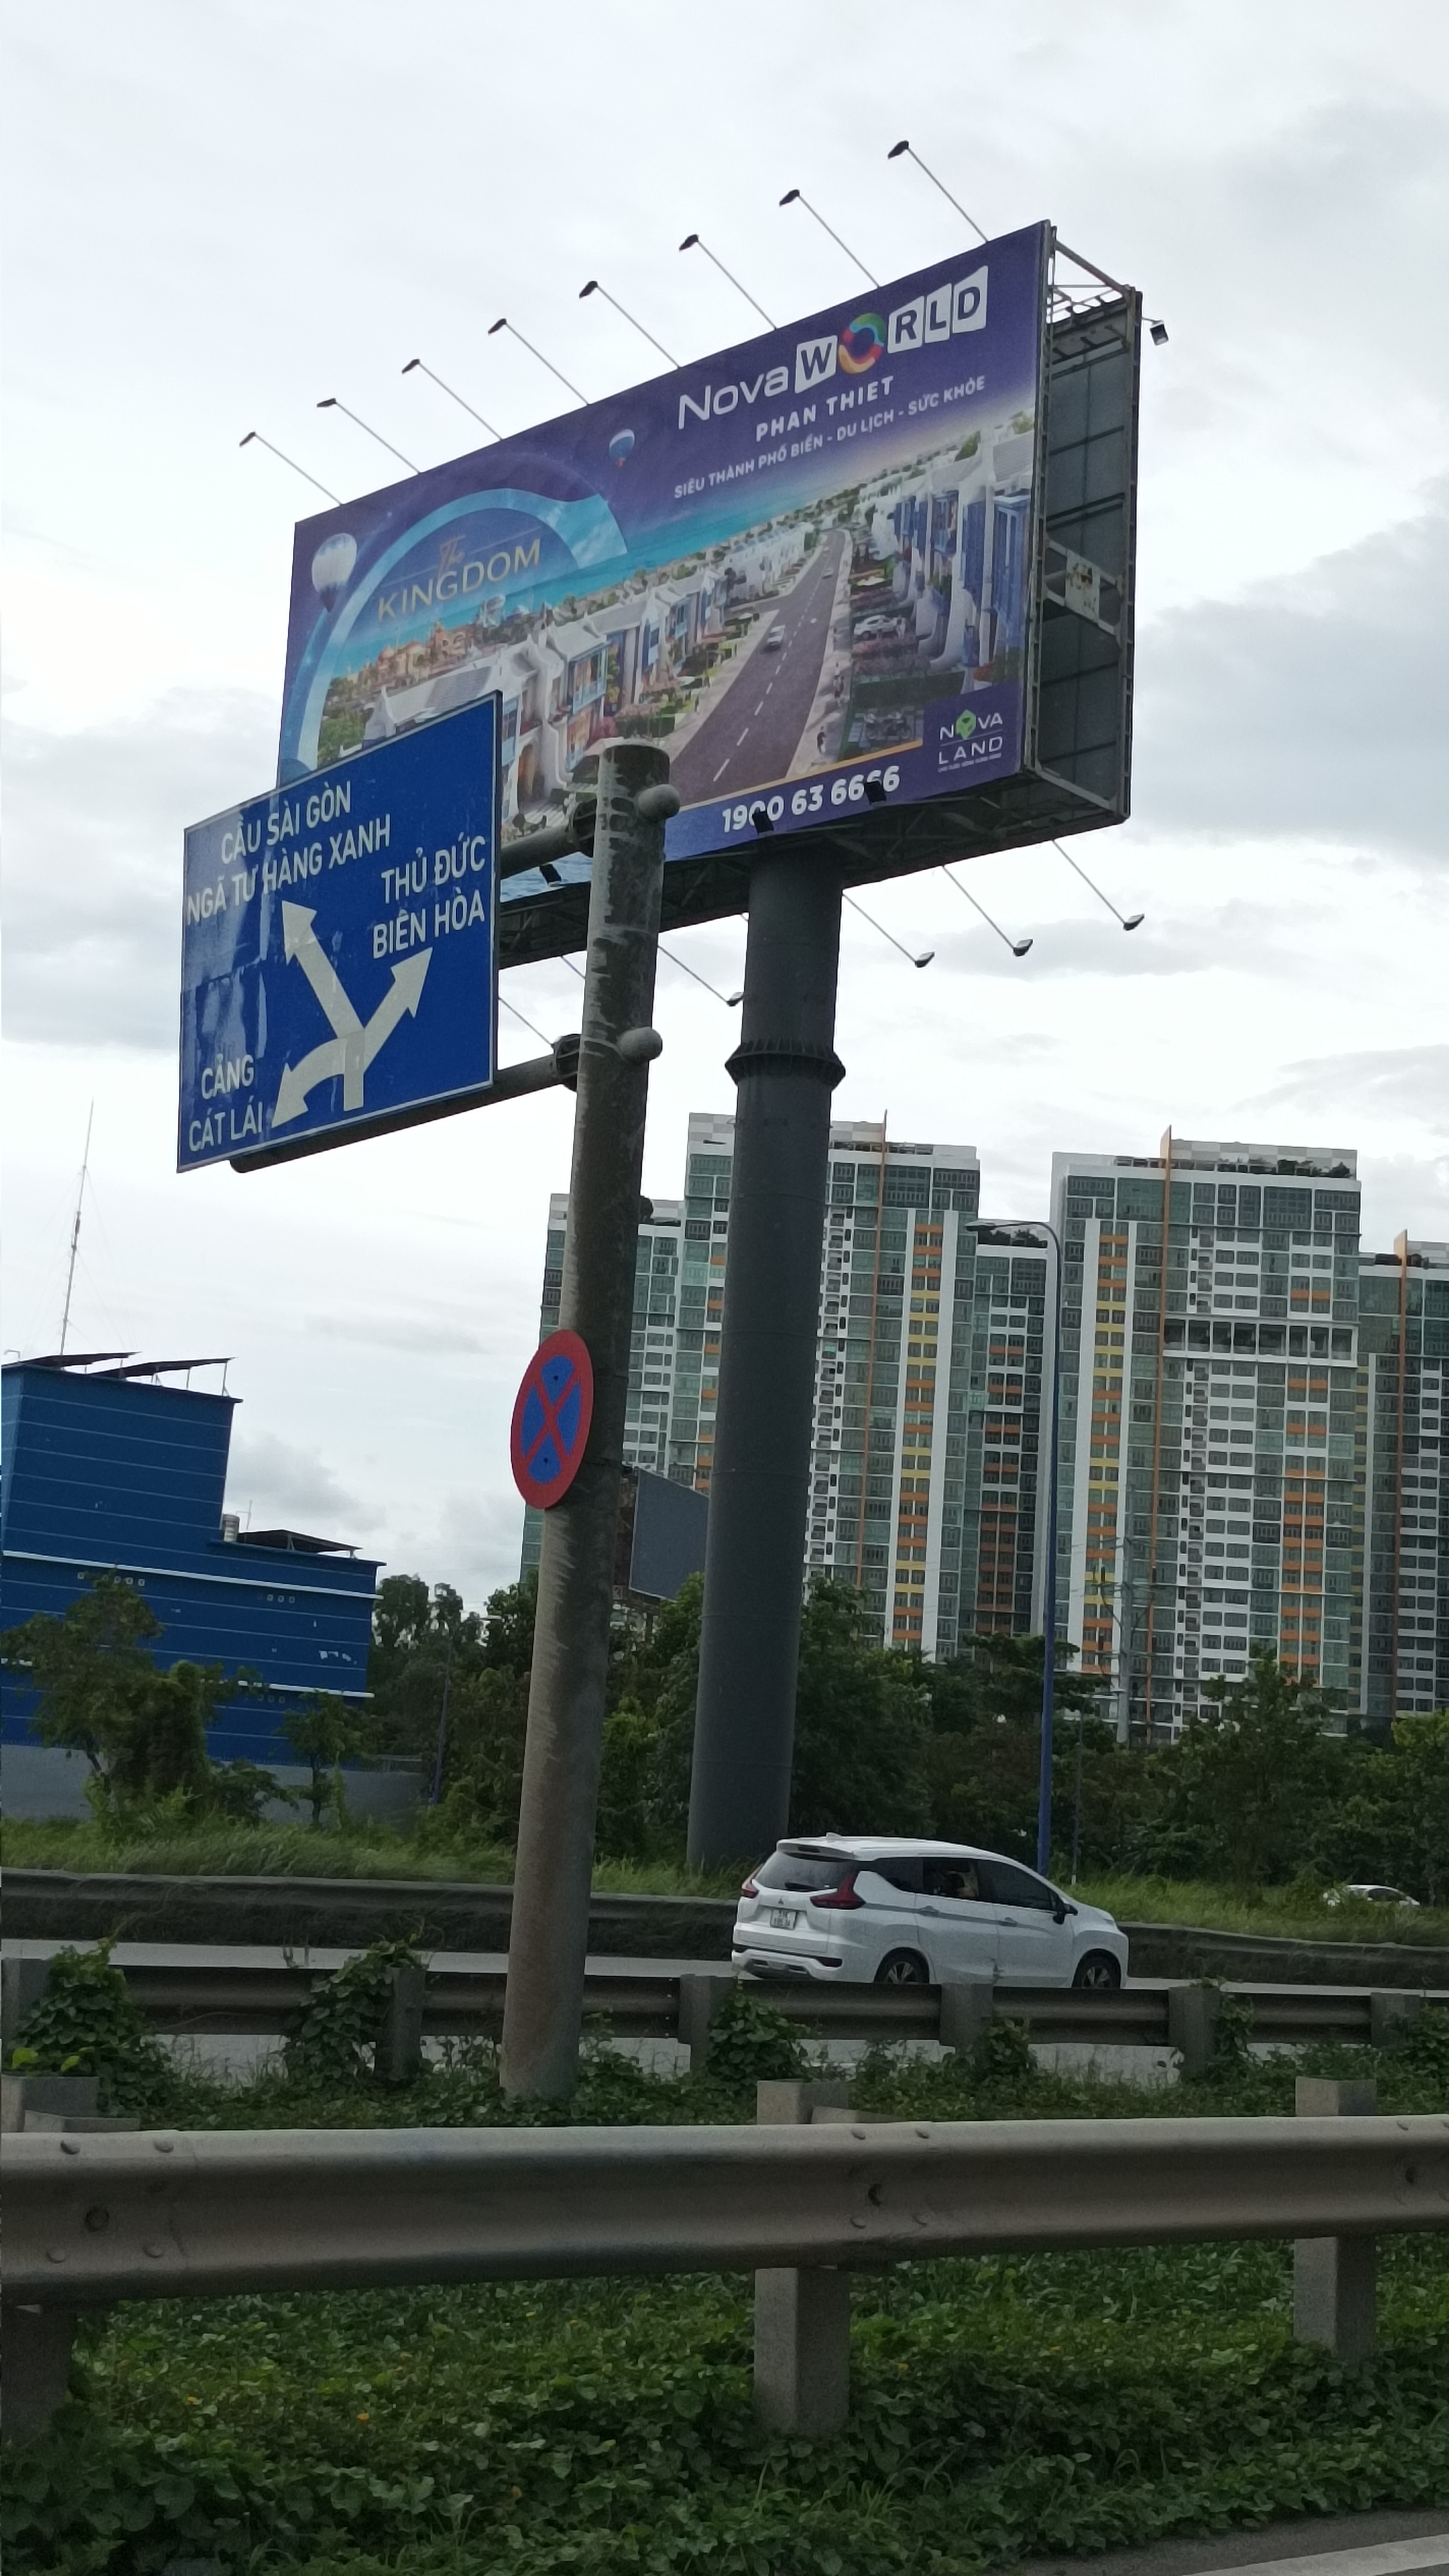 NovaWORLD
PHAN THIET
SIÊU THÀNH PHỐ BIỂN - DU LỊCH - SỨC KHỎE
The
KINGDOM
NOVA
LAND
1900 63 6666
CẦU SÀI GÒN
NGÃ TƯ HÀNG XANH
THỦ ĐỨC
BIÊN HÒA
CẢNG
CÁT LÁI